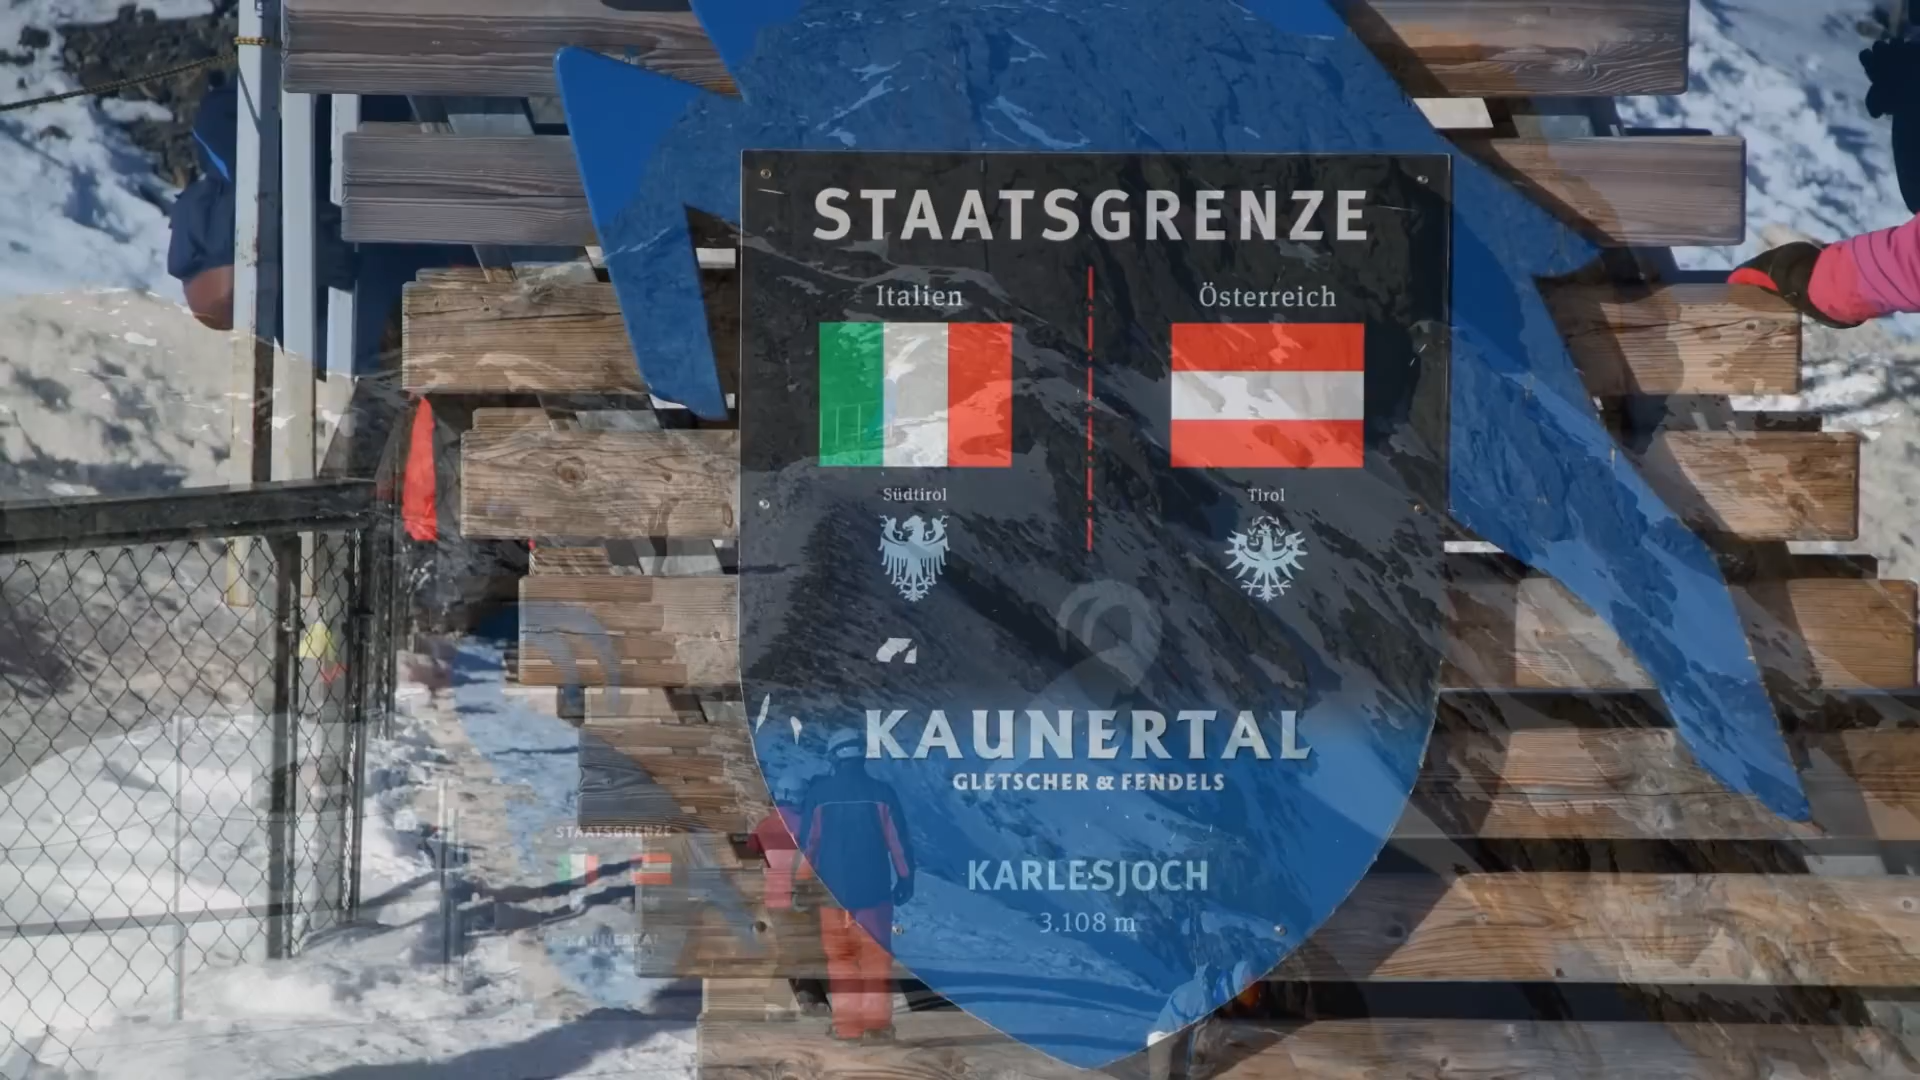 STAATSGRENZE
Italien
Österreich
Südtirol
Tirol
KAUNERTAL
GLETSCHER & FENDELS
KARLESJOCH
3.108 m
STAATSGRENZE
KAUNERTAL